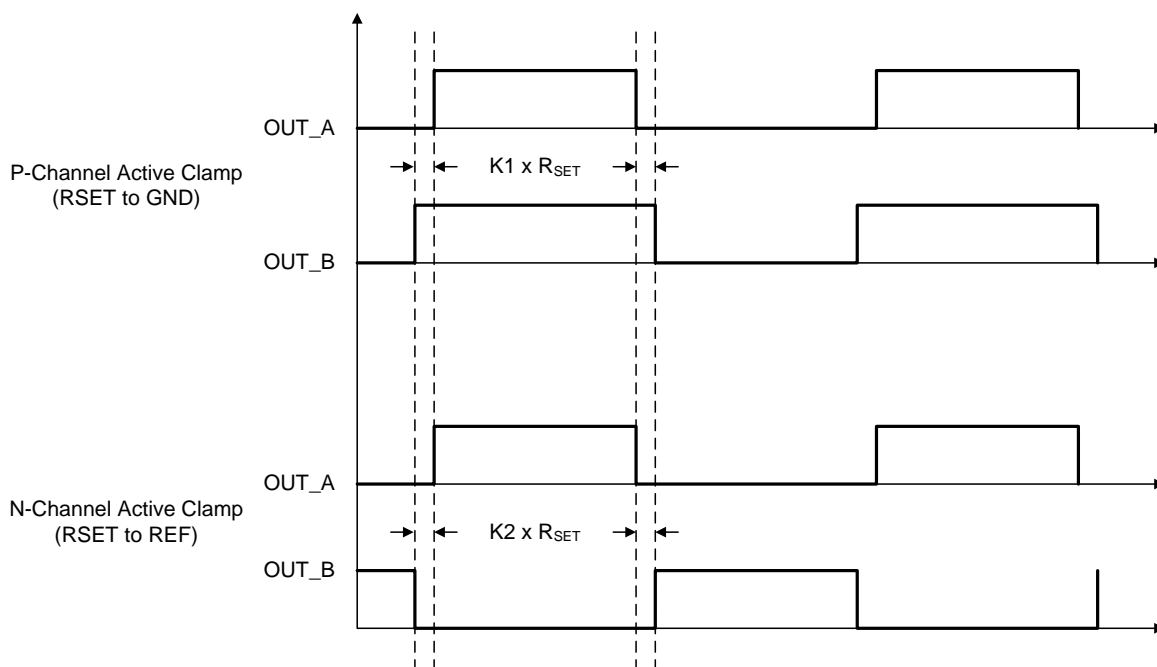 OUT_A
P-Channel Active Clamp
(RSET to GND)
K1 x RSET
OUT_B
OUT_A
N-Channel Active Clamp
(RSET to REF)
K2 x RSET
OUT_B